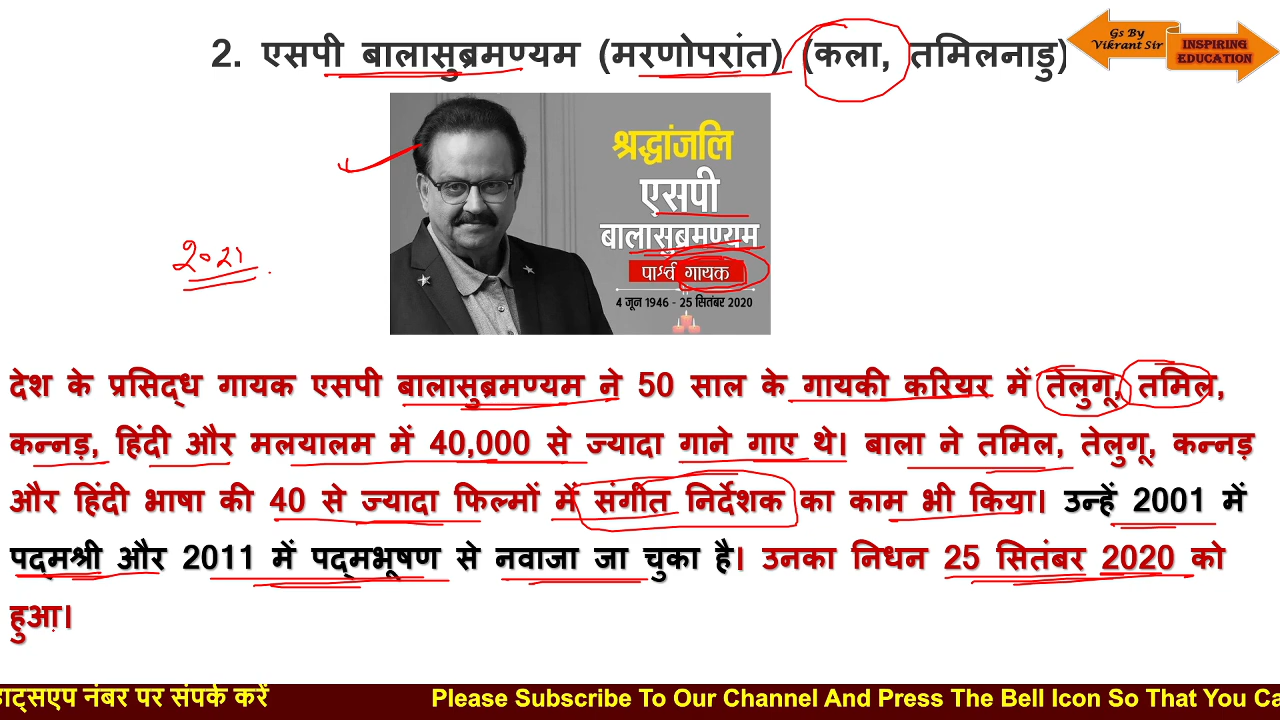 2. एसपी बालासुब्रमण्यम (मरणोपरांत) (कला, तमिलनाडु)
Gs By
Vikrant Sir
INSPIRING
EDUCATION
श्रद्धांजलि
एसपी
बालासुब्रमण्यम
पार्श्व गायक
4 जून 1946 - 25 सितंबर 2020
2021
देश के प्रसिद्ध गायक एसपी बालासुब्रमण्यम ने 50 साल के गायकी करियर में तेलुगू, तमिल,
कन्नड़, हिंदी और मलयालम में 40,000 से ज्यादा गाने गाए थे। बाला ने तमिल, तेलुगू, कन्नड़
और हिंदी भाषा की 40 से ज्यादा फिल्मों में संगीत निर्देशक का काम भी किया। उन्हें 2001 में
पद्मश्री और 2011 में पद्मभूषण से नवाजा जा चुका है। उनका निधन 25 सितंबर 2020 को
हुआ।
हाट्सएप नंबर पर संपर्क करें
Please Subscribe To Our Channel And Press The Bell Icon So That You Ca